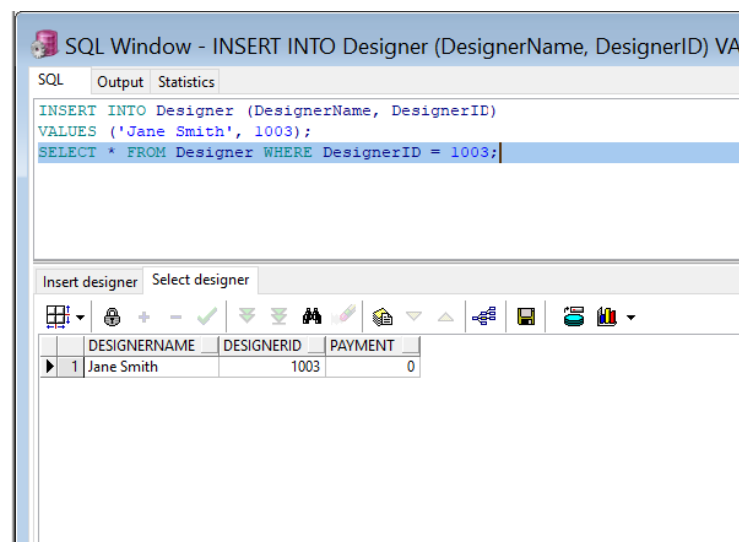 SQL Window - INSERT INTO Designer (DesignerName, DesignerID) VA
SQL Output Statistics
INSERT INTO Designer (DesignerName, DesignerID)
VALUES ('Jane Smith', 1003);
SELECT * FROM Designer WHERE DesignerID = 1003;
Insert designer Select designer
DESIGNERNAME DESIGNERID PAYMENT
1 Jane Smith 1003 0